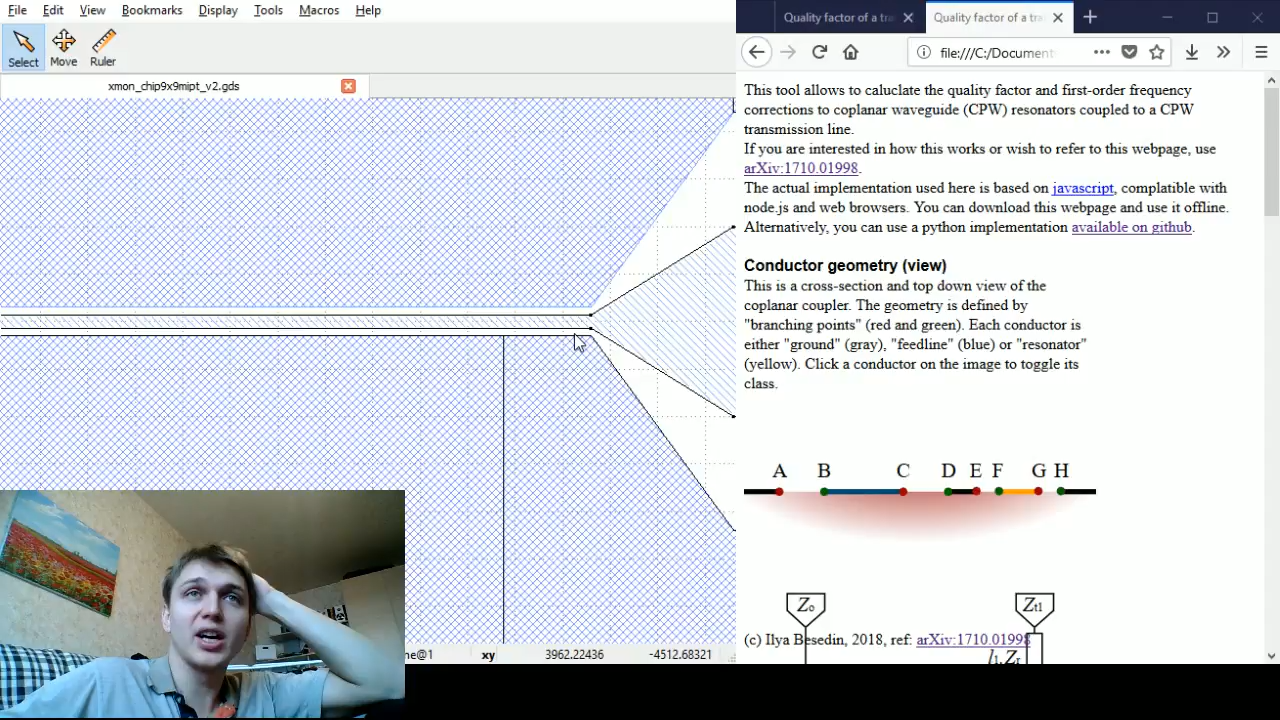 File Edit View Bookmarks Display Tools Macros Help
Select Move Ruler
xmon_chip9x9mipt_v2.gds
xy 3962.22436 -4512.68321
Quality factor of a tra Quality factor of a tra
file:///C:/Document
This tool allows to caluclate the quality factor and first-order frequency
corrections to coplanar waveguide (CPW) resonators coupled to a CPW
transmission line.
If you are interested in how this works or wish to refer to this webpage, use
arXiv:1710.01998.
The actual implementation used here is based on javascript, complatible with
node.js and web browsers. You can download this webpage and use it offline.
Alternatively, you can use a python implementation available on github.
Conductor geometry (view)
This is a cross-section and top down view of the
coplanar coupler. The geometry is defined by
"branching points" (red and green). Each conductor is
either "ground" (gray), "feedline" (blue) or "resonator"
(yellow). Click a conductor on the image to toggle its
class.
A B C D E F G H
Zo Zt1
(c) Ilya Besedin, 2018, ref: arXiv:1710.01998